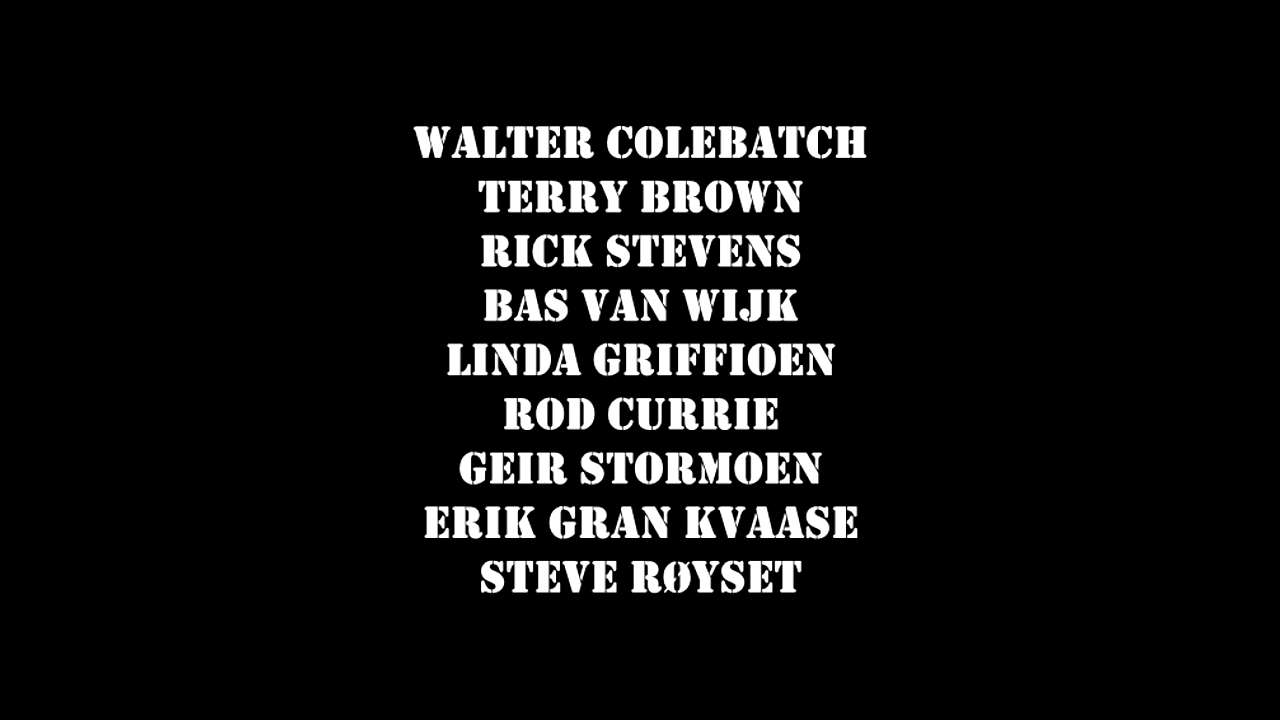 WALTER COLEBATCH
TERRY BROWN
RICK STEVENS
BAS VAN WIJK
LINDA GRIFFIOEN
ROD CURRIE
GEIR STORMOEN
ERIK GRAN KVAASE
STEVE RØYSET